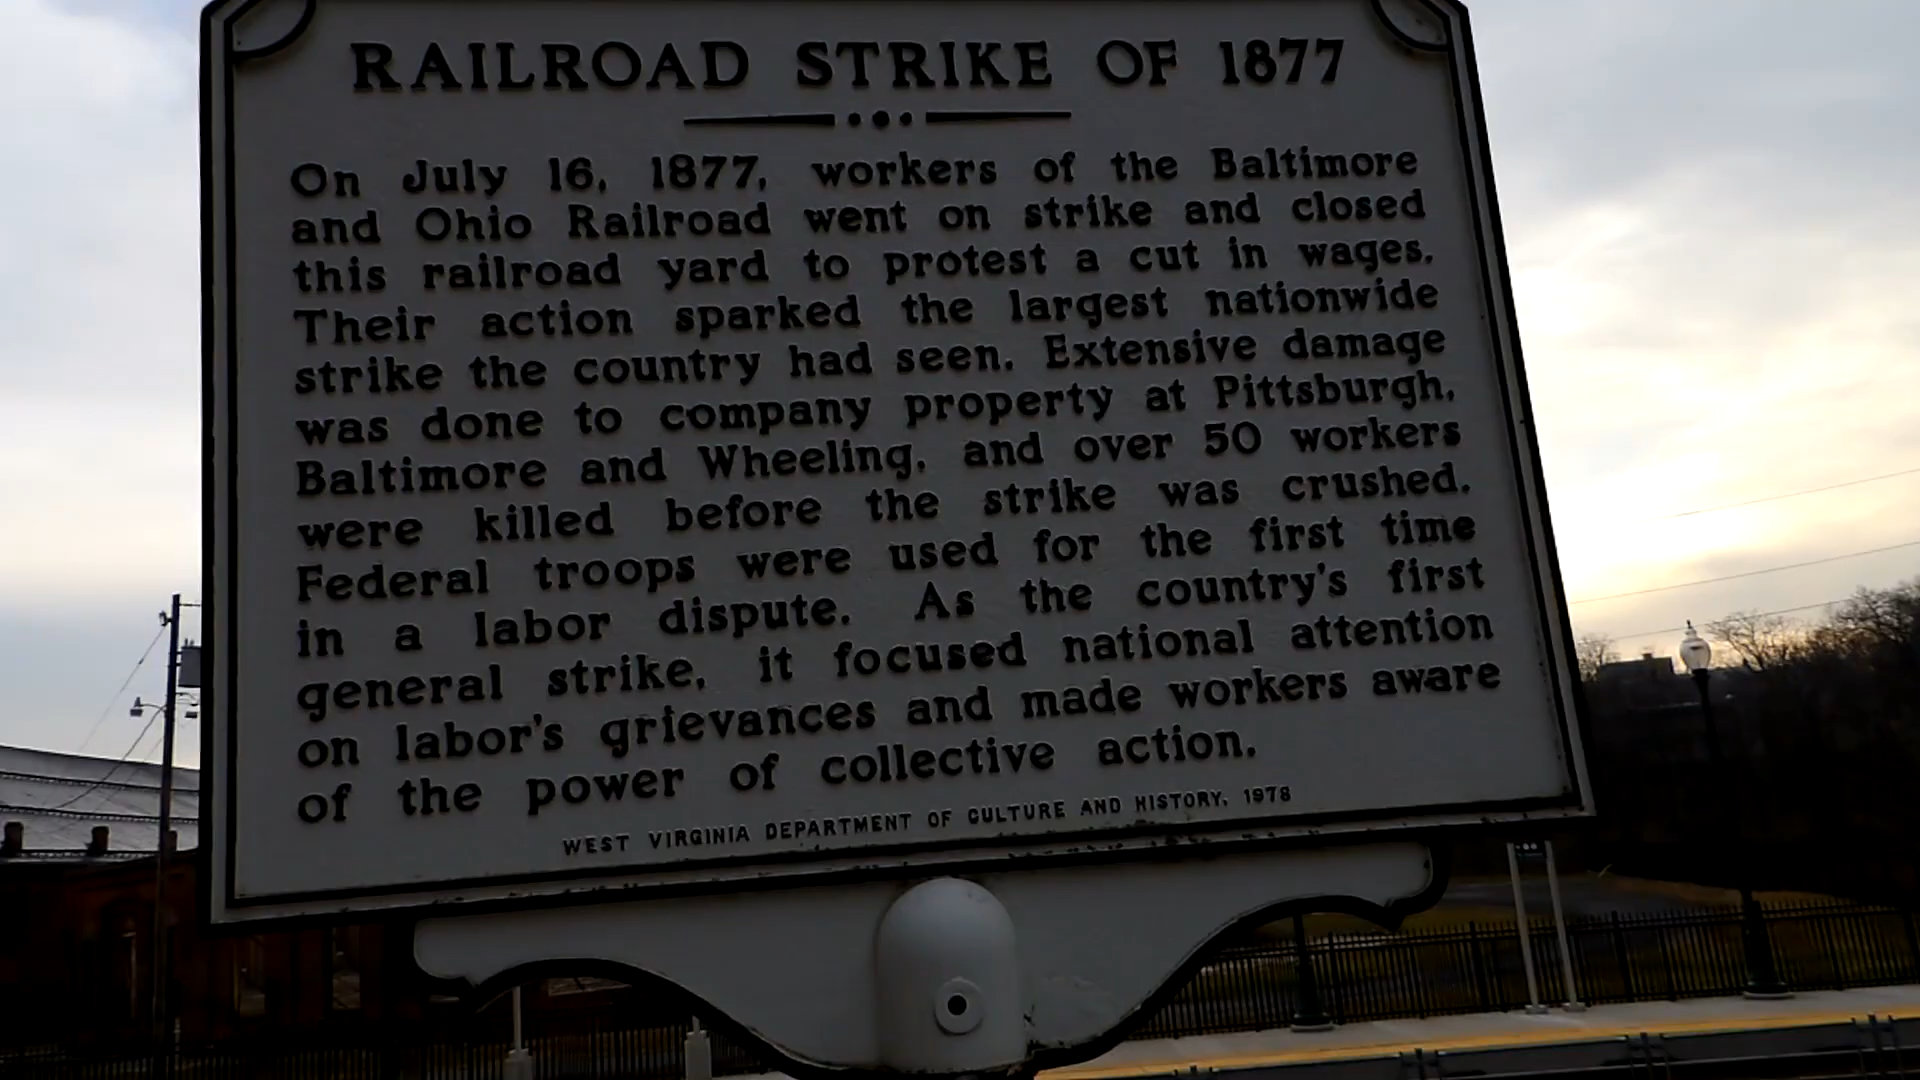 RAILROAD STRIKE OF 1877
On July 16, 1877, workers of the Baltimore
and Ohio Railroad went on strike and closed
this railroad yard to protest a cut in wages.
Their action sparked the largest nationwide
strike the country had seen. Extensive damage
was done to company property at Pittsburgh,
Baltimore and Wheeling, and over 50 workers
were killed before the strike was crushed.
Federal troops were used for the first time
in a labor dispute. As the country's first
general strike, it focused national attention
on labor's grievances and made workers aware
of the power of collective action.
WEST VIRGINIA DEPARTMENT OF CULTURE AND HISTORY, 1978